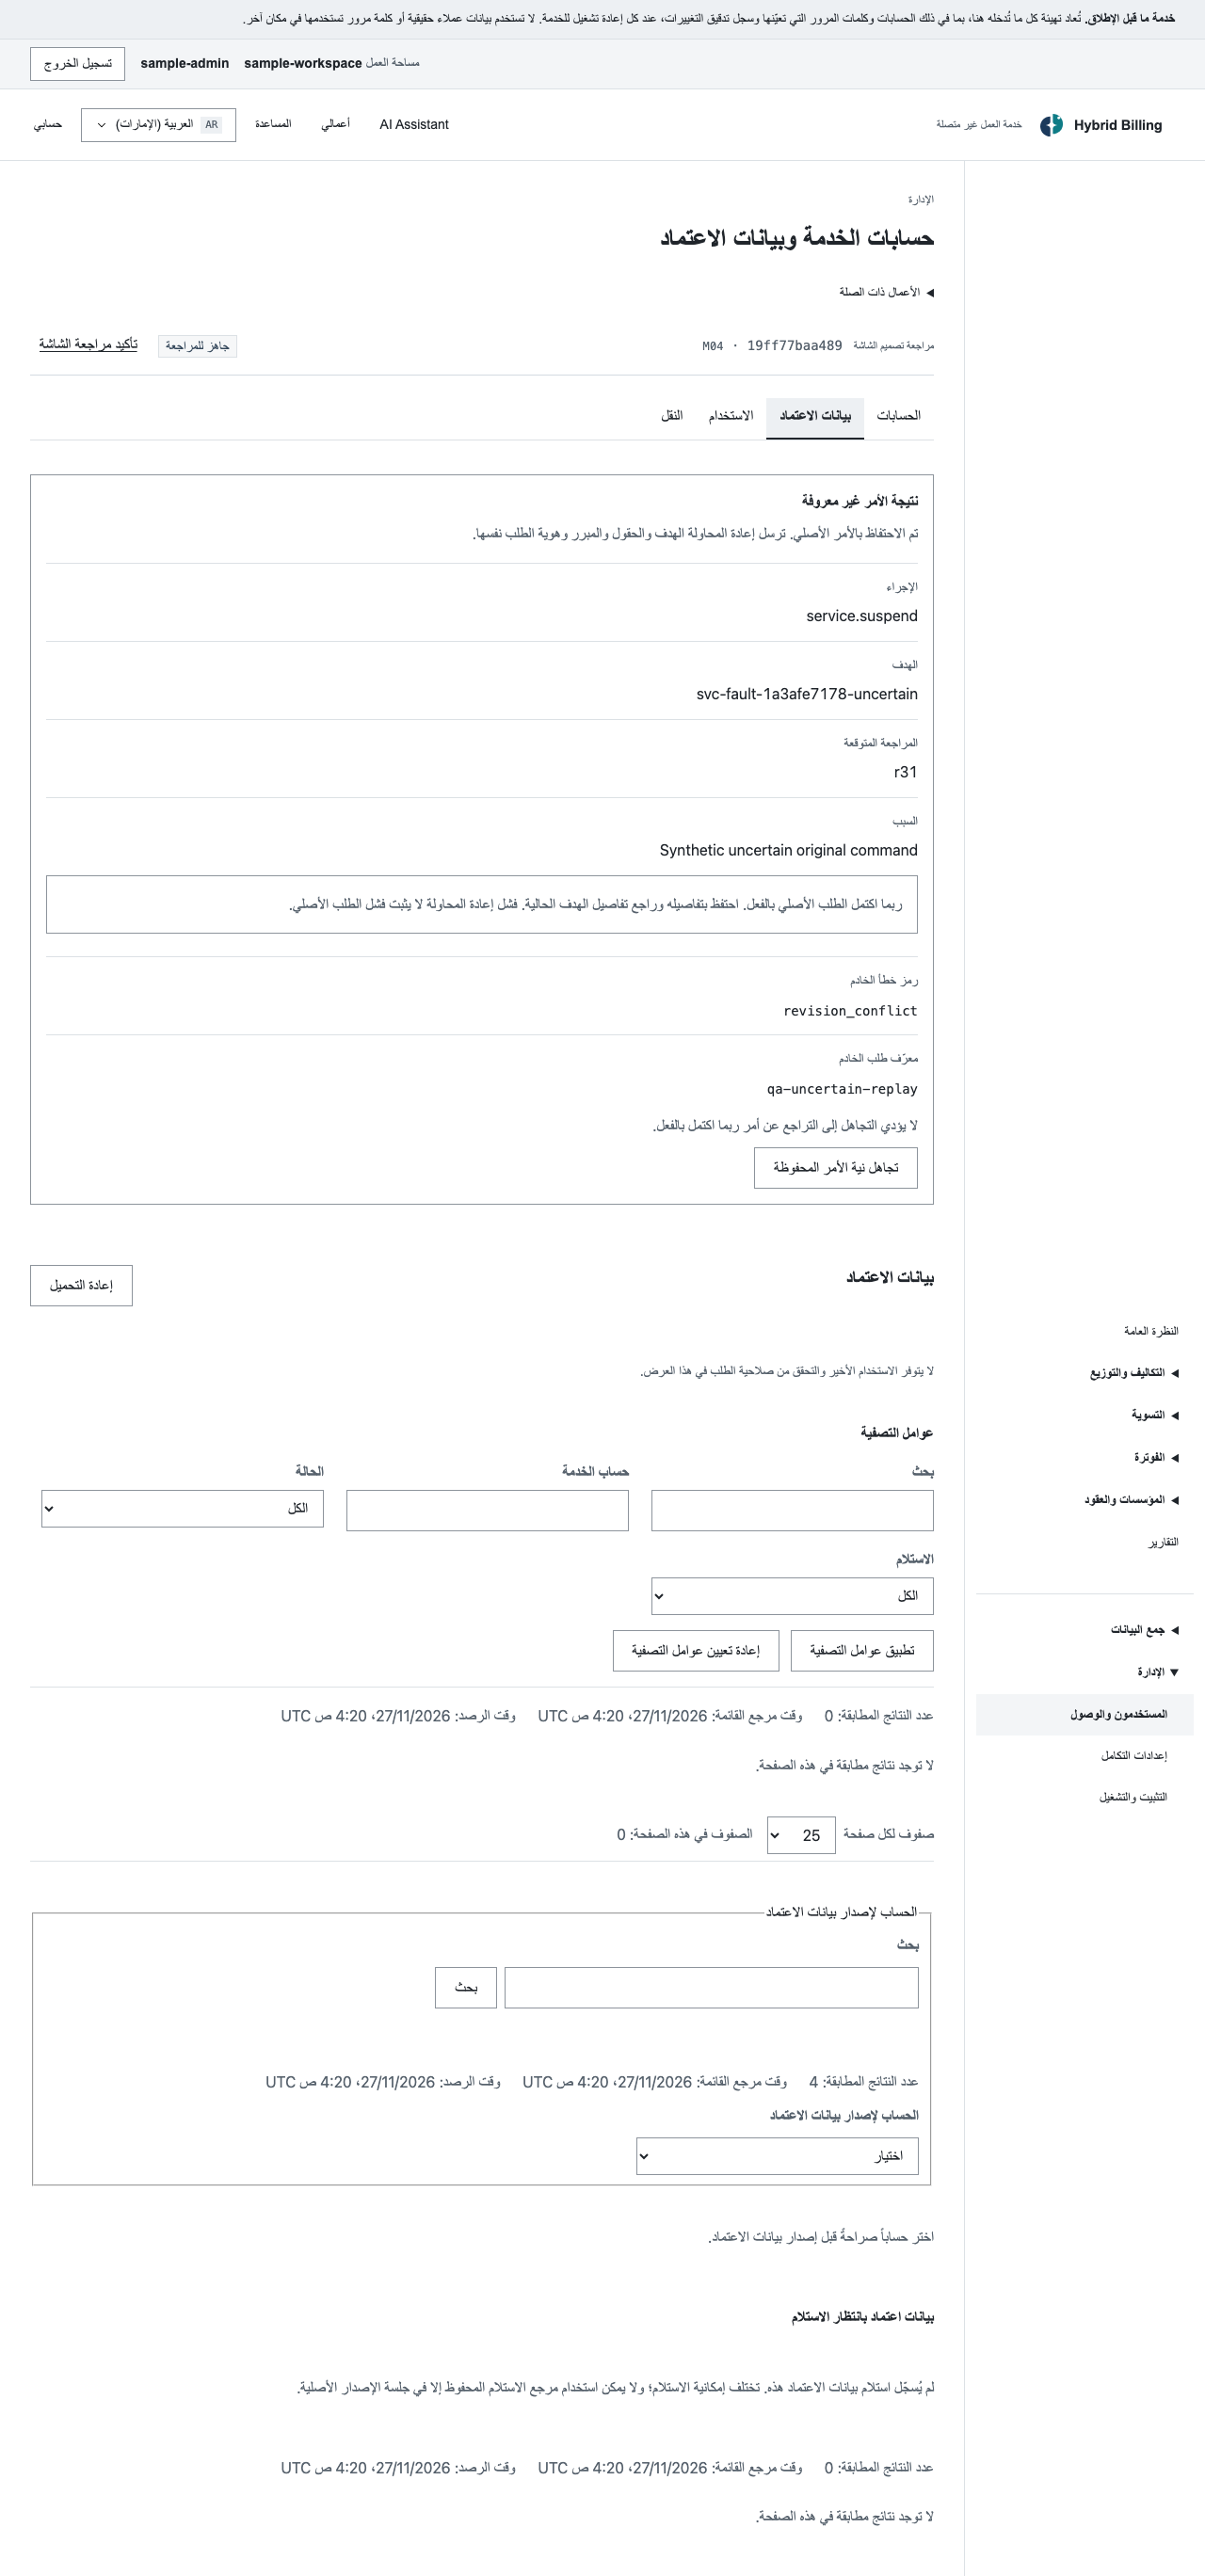 خدمة ما قبل الإطلاق. تُعاد تهيئة كل ما تُدخله هنا، بما في ذلك الحسابات وكلمات المرور التي تعيّنها وسجل تدقيق التغييرات، عند كل إعادة تشغيل للخدمة. لا تستخدم بيانات عملاء حقيقية أو كلمة مرور تستخدمها في مكان آخر.
مساحة العمل sample-workspace sample-admin تسجيل الخروج
Hybrid Billing خدمة العمل غير متصلة AI Assistant أعمالي المساعدة AR العربية (الإمارات) حسابي
الإدارة
حسابات الخدمة وبيانات الاعتماد
الأعمال ذات الصلة
مراجعة تصميم الشاشة M04 · 19ff77baa489 جاهز للمراجعة تأكيد مراجعة الشاشة
الحسابات بيانات الاعتماد الاستخدام النقل
نتيجة الأمر غير معروفة
تم الاحتفاظ بالأمر الأصلي. ترسل إعادة المحاولة الهدف والحقول والمبرر وهوية الطلب نفسها.
الإجراء
service.suspend
الهدف
svc-fault-1a3afe7178-uncertain
المراجعة المتوقعة
r31
السبب
Synthetic uncertain original command
ربما اكتمل الطلب الأصلي بالفعل. احتفظ بتفاصيله وراجع تفاصيل الهدف الحالية. فشل إعادة المحاولة لا يثبت فشل الطلب الأصلي.
رمز خطأ الخادم
revision_conflict
معرّف طلب الخادم
qa-uncertain-replay
لا يؤدي التجاهل إلى التراجع عن أمر ربما اكتمل بالفعل.
تجاهل نية الأمر المحفوظة
بيانات الاعتماد إعادة التحميل
لا يتوفر الاستخدام الأخير والتحقق من صلاحية الطلب في هذا العرض.
عوامل التصفية
بحث حساب الخدمة الحالة
الكل
الاستلام
الكل
تطبيق عوامل التصفية إعادة تعيين عوامل التصفية
عدد النتائج المطابقة: 0 وقت مرجع القائمة: 27/11/2026، 4:20 ص UTC وقت الرصد: 27/11/2026، 4:20 ص UTC
لا توجد نتائج مطابقة في هذه الصفحة.
صفوف لكل صفحة 25 الصفوف في هذه الصفحة: 0
الحساب لإصدار بيانات الاعتماد
بحث
بحث
عدد النتائج المطابقة: 4 وقت مرجع القائمة: 27/11/2026، 4:20 ص UTC وقت الرصد: 27/11/2026، 4:20 ص UTC
الحساب لإصدار بيانات الاعتماد
اختيار
اختر حساباً صراحةً قبل إصدار بيانات الاعتماد.
بيانات اعتماد بانتظار الاستلام
لم يُسجّل استلام بيانات الاعتماد هذه. تختلف إمكانية الاستلام؛ ولا يمكن استخدام مرجع الاستلام المحفوظ إلا في جلسة الإصدار الأصلية.
عدد النتائج المطابقة: 0 وقت مرجع القائمة: 27/11/2026، 4:20 ص UTC وقت الرصد: 27/11/2026، 4:20 ص UTC
لا توجد نتائج مطابقة في هذه الصفحة.
النظرة العامة
التكاليف والتوزيع
التسوية
الفوترة
المؤسسات والعقود
التقارير
جمع البيانات
الإدارة
المستخدمون والوصول
إعدادات التكامل
التثبيت والتشغيل